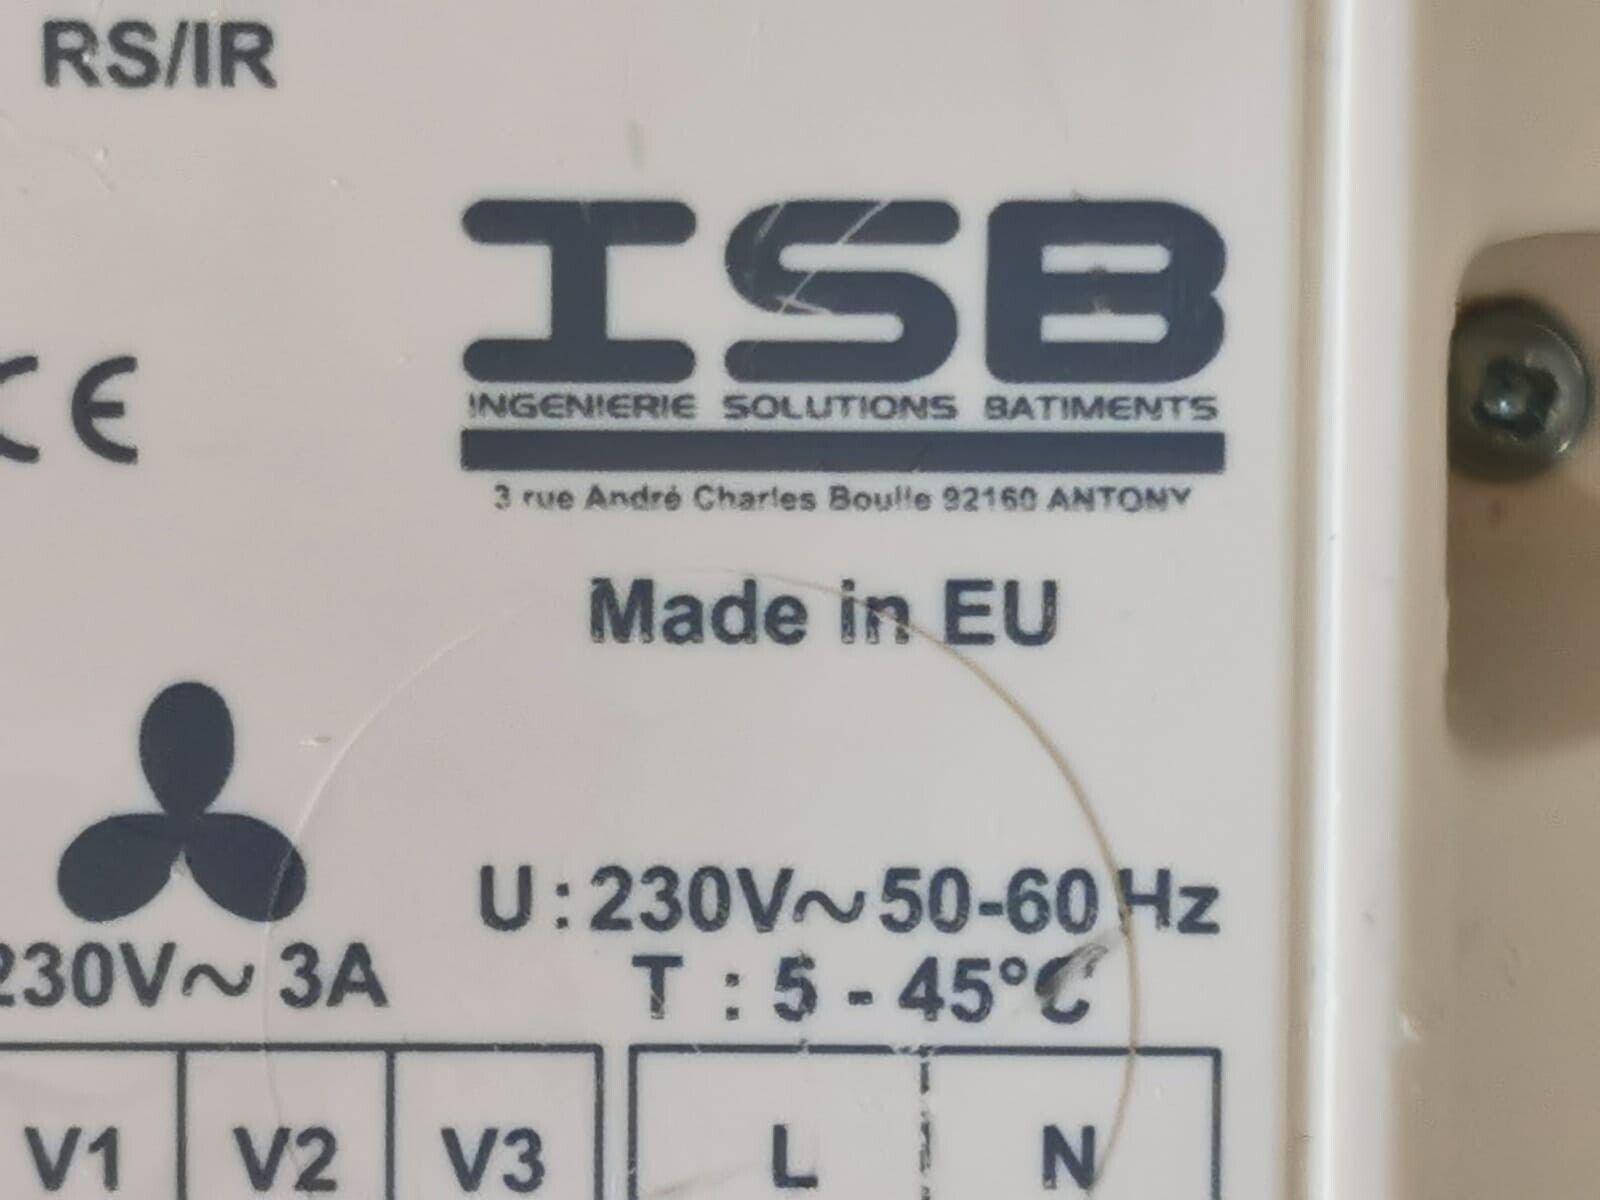 RS/IR
ISB
INGENIERIE SOLUTIONS BATIMENTS
3 rue André Charles Boulle 92160 ANTONY
CE
Made in EU
U : 230V~ 50-60 Hz
230V~ 3A
T : 5 - 45°C
V1 V2 V3 L N